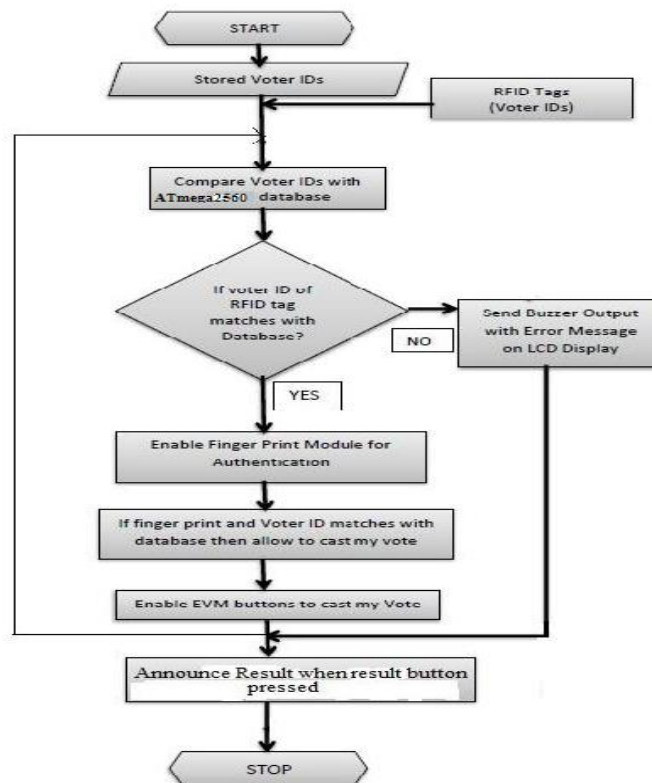 START
Stored Voter IDs
RFID Tags
(Voter IDs)
Compare Voter IDs with
ATmega2560 database
If voter ID of
RFID tag
matches with
Database?
NO
Send Buzzer Output
with Error Message
on LCD Display
YES
Enable Finger Print Module for
Authentication
If finger print and Voter ID matches with
database then allow to cast my vote
Enable EVM buttons to cast my Vote
Announce Result when result button
pressed
STOP